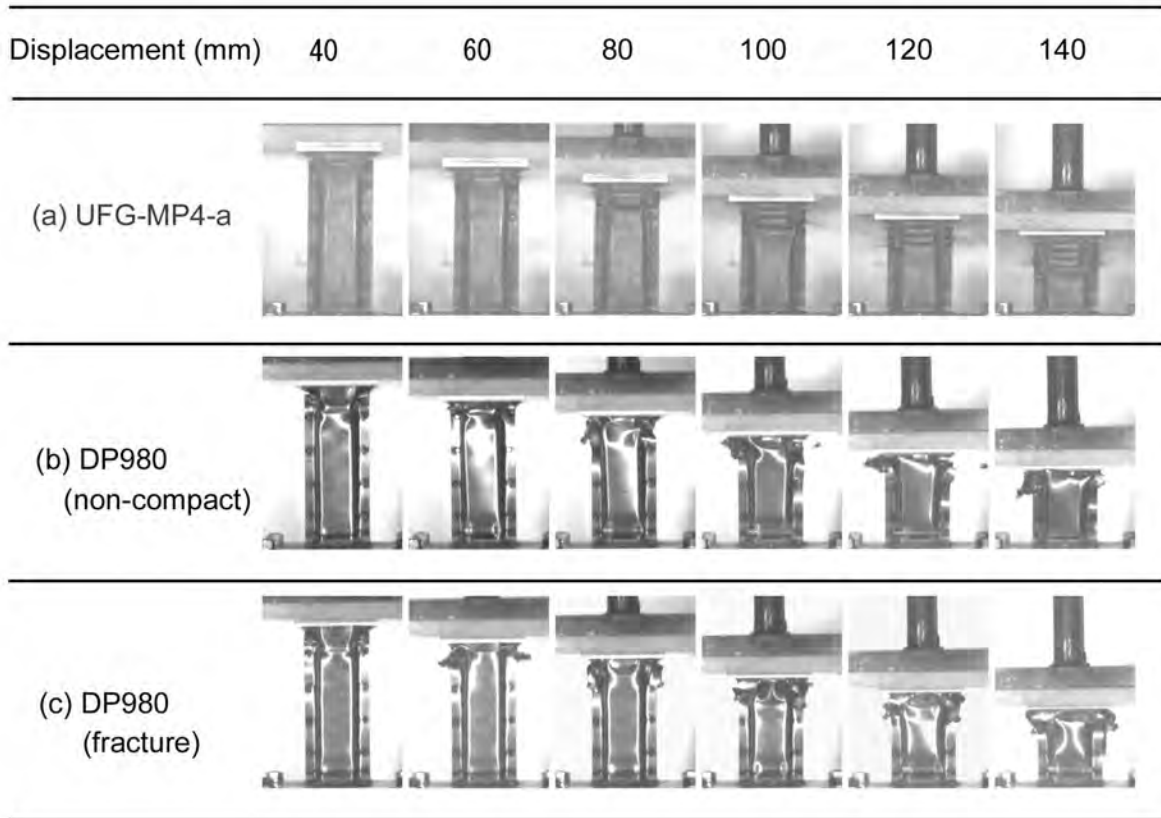 Displacement (mm) 40 60 80 100 120 140
(a) UFG-MP4-a
(b) DP980
(non-compact)
(c) DP980
(fracture)